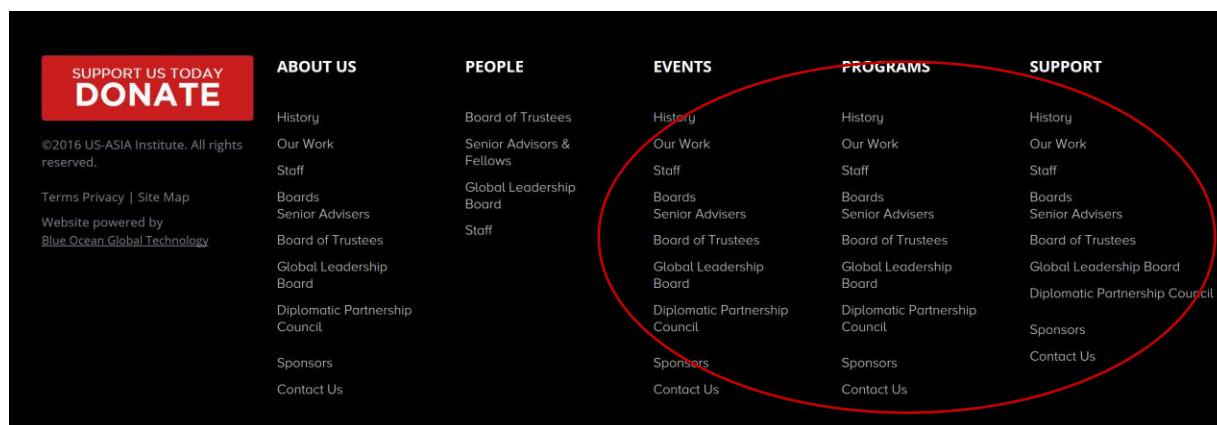 SUPPORT US TODAY
DONATE
©2016 US-ASIA Institute. All rights
reserved.
Terms Privacy | Site Map
Website powered by
Blue Ocean Global Technology
ABOUT US
History
Our Work
Staff
Boards
Senior Advisers
Board of Trustees
Global Leadership
Board
Diplomatic Partnership
Council
Sponsors
Contact Us
PEOPLE
Board of Trustees
Senior Advisors &
Fellows
Global Leadership
Board
Staff
EVENTS
History
Our Work
Staff
Boards
Senior Advisers
Board of Trustees
Global Leadership
Board
Diplomatic Partnership
Council
Sponsors
Contact Us
PROGRAMS
History
Our Work
Staff
Boards
Senior Advisers
Board of Trustees
Global Leadership
Board
Diplomatic Partnership
Council
Sponsors
Contact Us
SUPPORT
History
Our Work
Staff
Boards
Senior Advisers
Board of Trustees
Global Leadership Board
Diplomatic Partnership Council
Sponsors
Contact Us